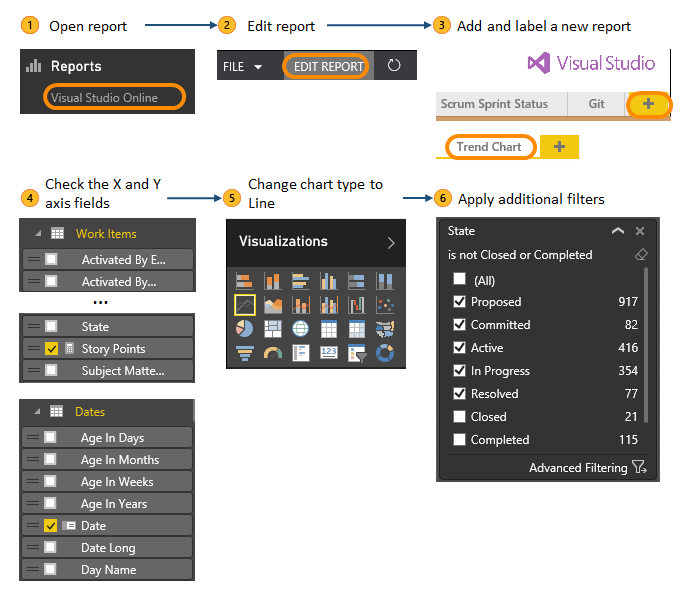 1 Open report
2 Edit report
3 Add and label a new report
Reports
Visual Studio Online
FILE
EDIT REPORT
Visual Studio
Scrum Sprint Status
Git
+
Trend Chart
+
4 Check the X and Y
axis fields
5 Change chart type to
Line
6 Apply additional filters
Work Items
Activated By E...
Activated By...
...
State
Story Points
Subject Matte...
Dates
Age In Days
Age In Months
Age In Weeks
Age In Years
Date
Date Long
Day Name
Visualizations
123
State
is not Closed or Completed
(All)
Proposed 917
Committed 82
Active 416
In Progress 354
Resolved 77
Closed 21
Completed 115
Advanced Filtering